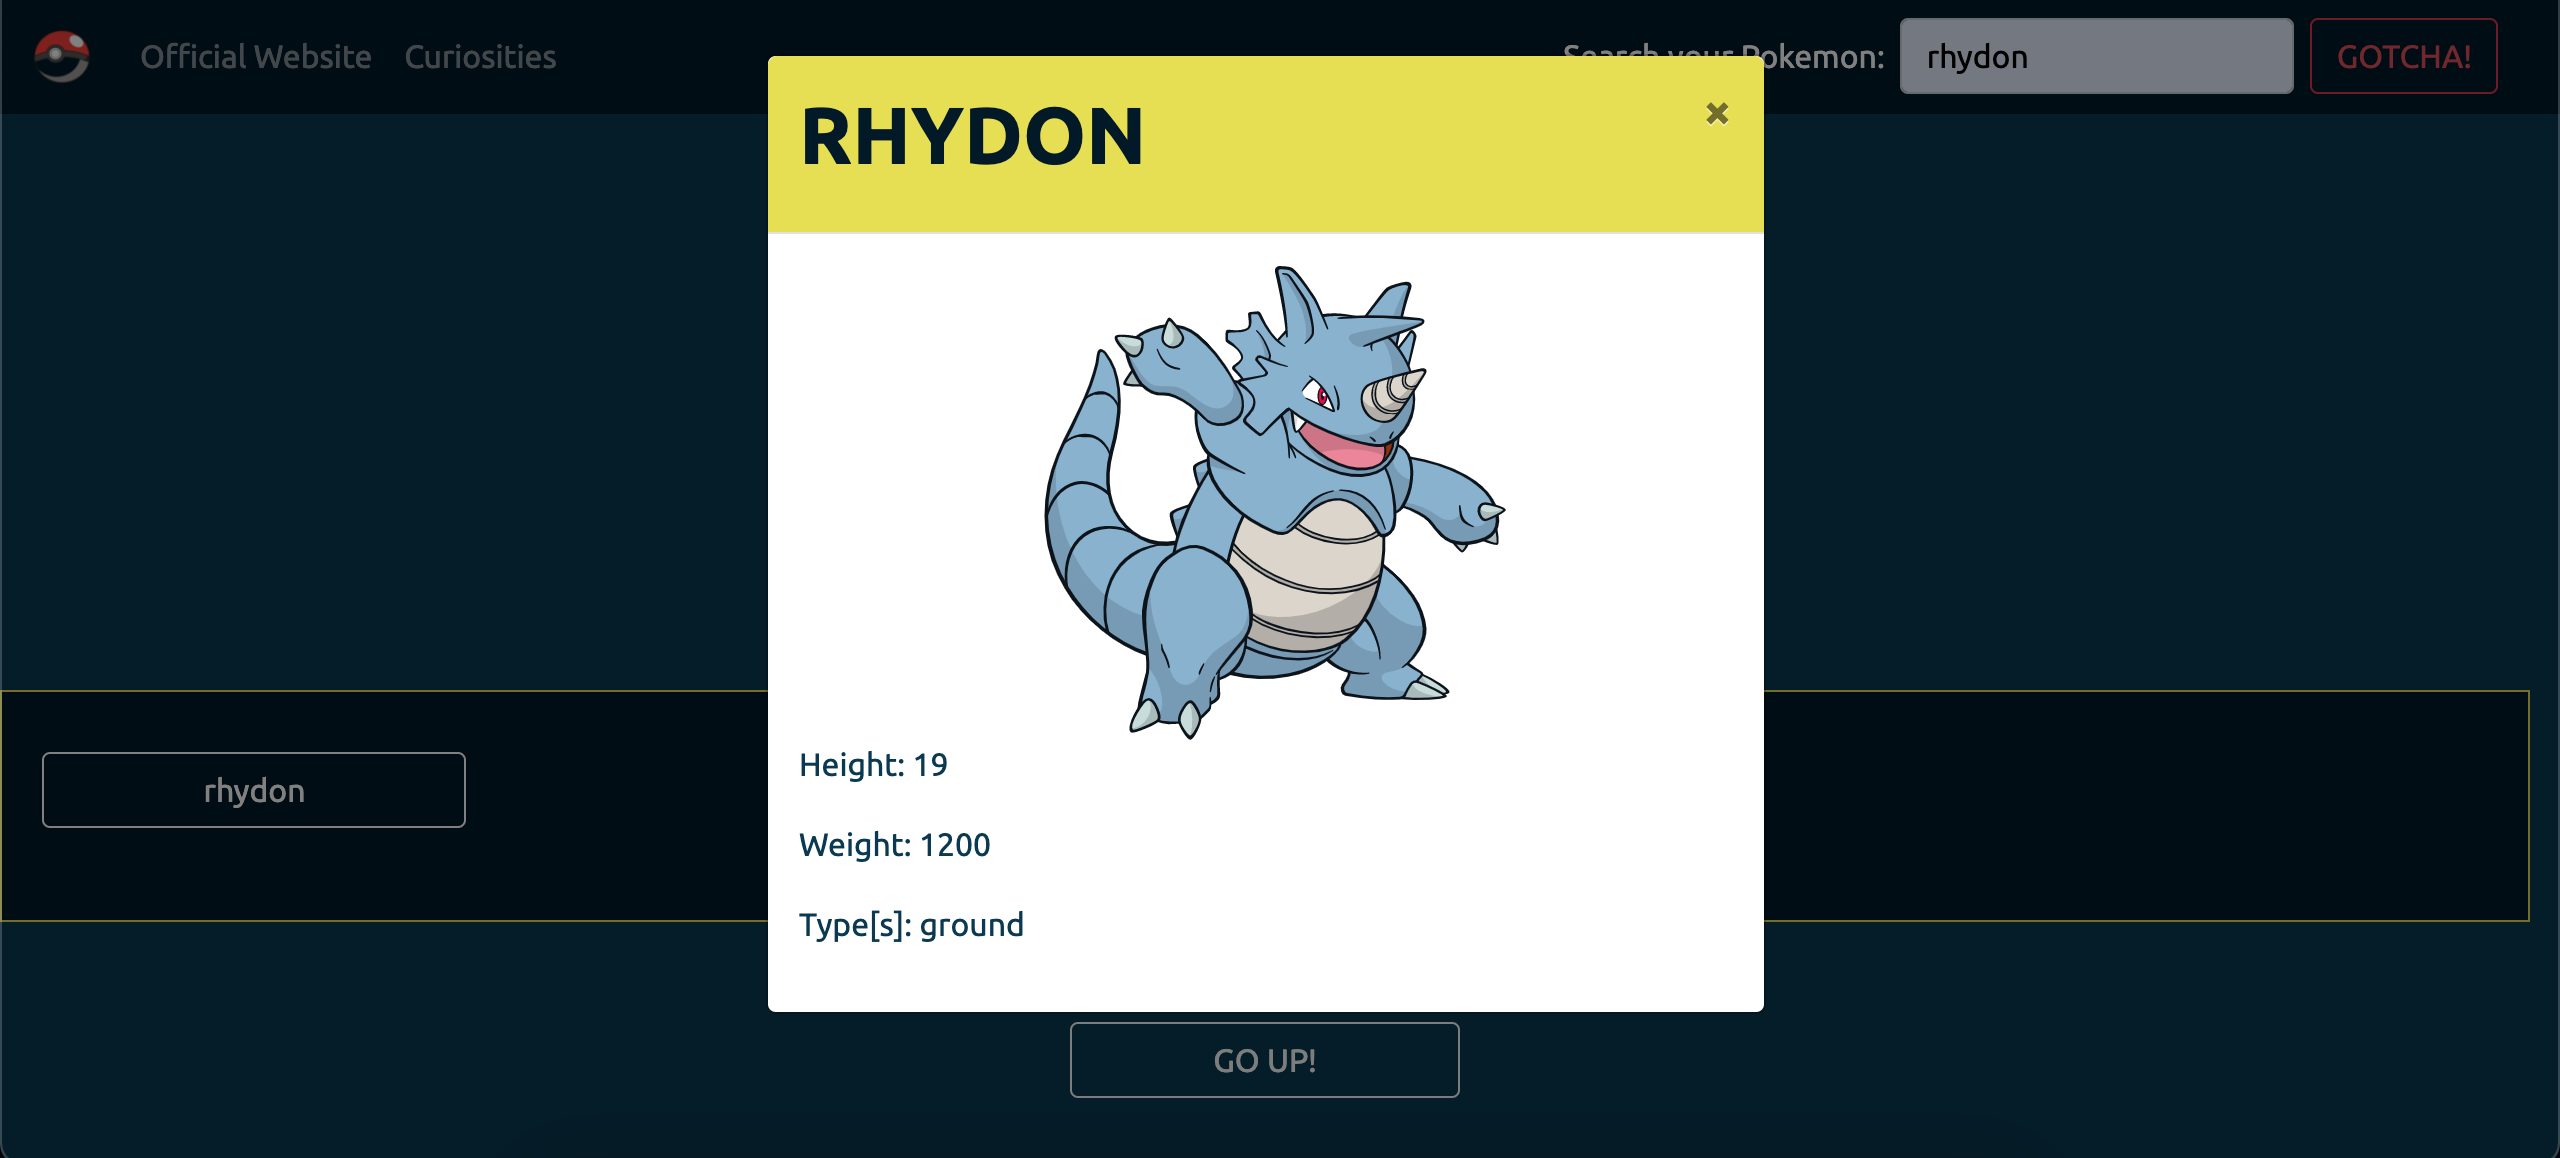 Official Website Curiosities Search your Pokemon: rhydon GOTCHA!
RHYDON
Height: 19
rhydon
Weight: 1200
Type[s]: ground
GO UP!